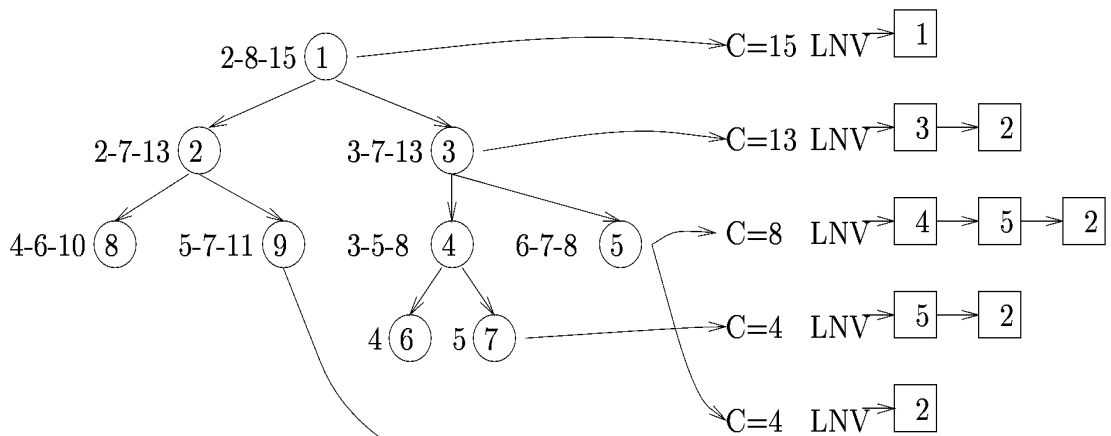 2-8-15 1 C=15 LNV 1
2-7-13 2 3-7-13 3 C=13 LNV 3 2
4-6-10 8 5-7-11 9 3-5-8 4 6-7-8 5 C=8 LNV 4 5 2
4 6 5 7 C=4 LNV 5 2
C=4 LNV 2